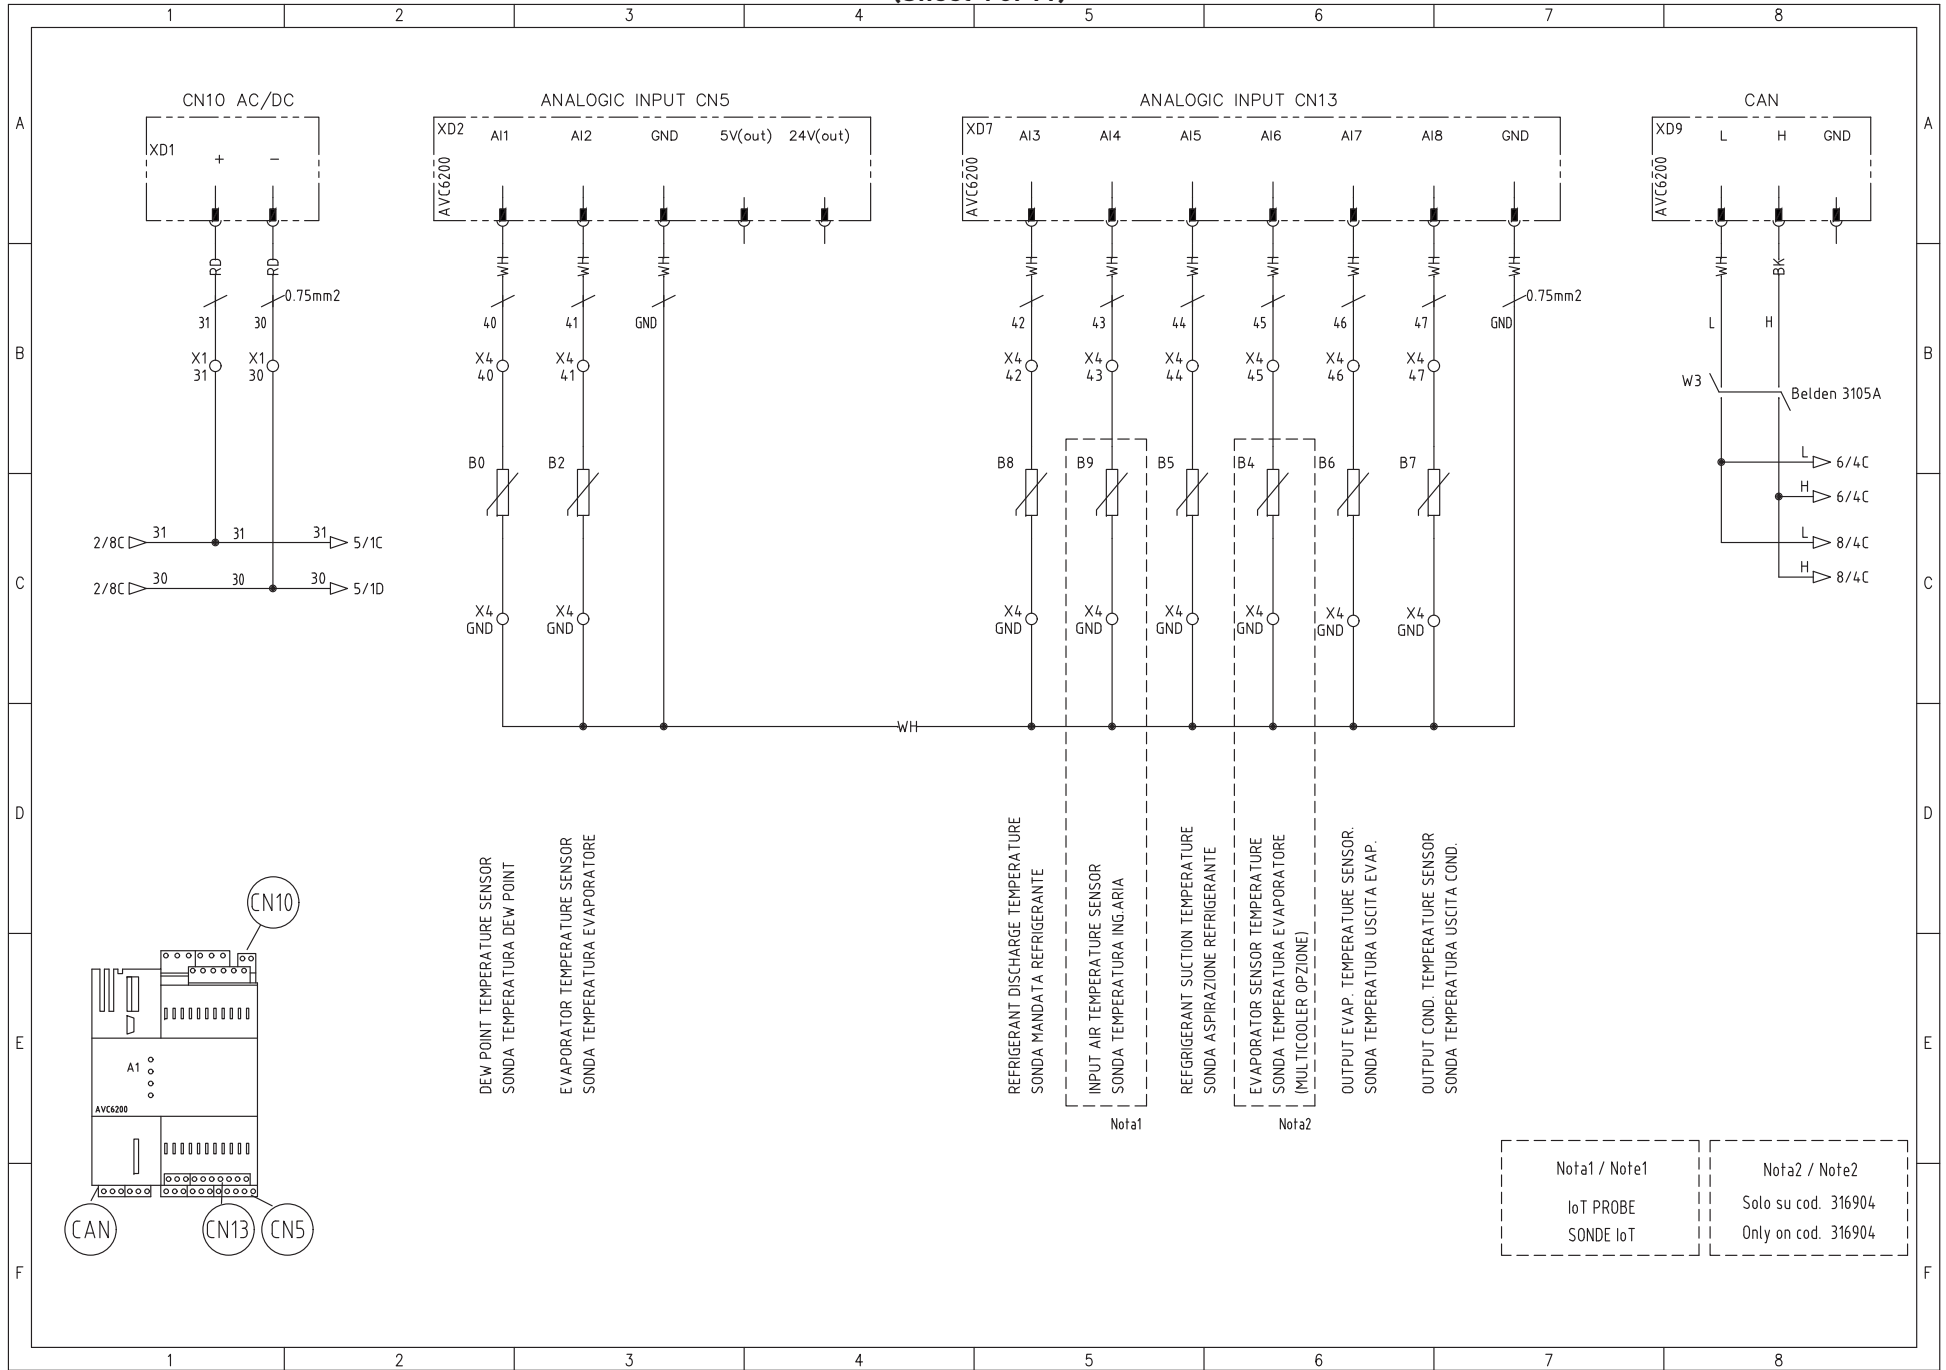 1 2 3 4 5 6 7 8
A A
CN10 AC/DC
XD1
+ −
RD RD
0.75mm2
31 30
X1 31
X1 30
2/8C 31 31 31 5/1C
2/8C 30 30 30 5/1D
ANALOGIC INPUT CN5
XD2 AI1 AI2 GND 5V(out) 24V(out)
AVC6200
WH WH WH
40 41 GND
X4 40
X4 41
B0 B2
X4 GND
X4 GND
WH
ANALOGIC INPUT CN13
XD7 AI3 AI4 AI5 AI6 AI7 AI8 GND
AVC6200
WH WH WH WH WH WH WH
0.75mm2
42 43 44 45 46 47 GND
X4 42
X4 43
X4 44
X4 45
X4 46
X4 47
B8 B9 B5 B4 B6 B7
X4 GND
X4 GND
X4 GND
X4 GND
X4 GND
X4 GND
CAN
XD9 L H GND
AVC6200
WH BK
L H
W3 Belden 3105A
L 6/4C
H 6/4C
L 8/4C
H 8/4C
B B
C C
D D
DEW POINT TEMPERATURE SENSOR
SONDA TEMPERATURA DEW POINT
EVAPORATOR TEMPERATURE SENSOR
SONDA TEMPERATURA EVAPORATORE
REFRIGERANT DISCHARGE TEMPERATURE
SONDA MANDATA REFRIGERANTE
INPUT AIR TEMPERATURE SENSOR
SONDA TEMPERATURA ING.ARIA
Nota1
REFGRIGERANT SUCTION TEMPERATURE
SONDA ASPIRAZIONE REFRIGERANTE
EVAPORATOR SENSOR TEMPERATURE
SONDA TEMPERATURA EVAPORATORE
(MULTICOOLER OPZIONE)
Nota2
OUTPUT EVAP. TEMPERATURE SENSOR.
SONDA TEMPERATURA USCITA EVAP.
OUTPUT COND. TEMPERATURE SENSOR
SONDA TEMPERATURA USCITA COND.
E E
CN10
A1
AVC6200
CAN CN13 CN5
Nota1 / Note1
IoT PROBE
SONDE IoT
Nota2 / Note2
Solo su cod. 316904
Only on cod. 316904
F F
1 2 3 4 5 6 7 8